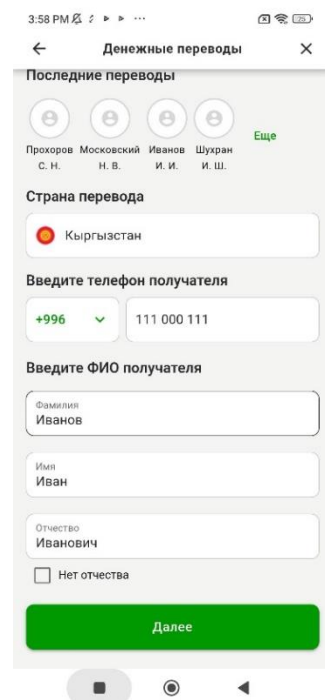 3:58 PM
Денежные переводы
Последние переводы
Прохоров Московский Иванов Шухран
С. Н. Н. В. И. И. И. Ш.
Еще
Страна перевода
Кыргызстан
Введите телефон получателя
+996 111 000 111
Введите ФИО получателя
Фамилия
Иванов
Имя
Иван
Отчество
Иванович
Нет отчества
Далее